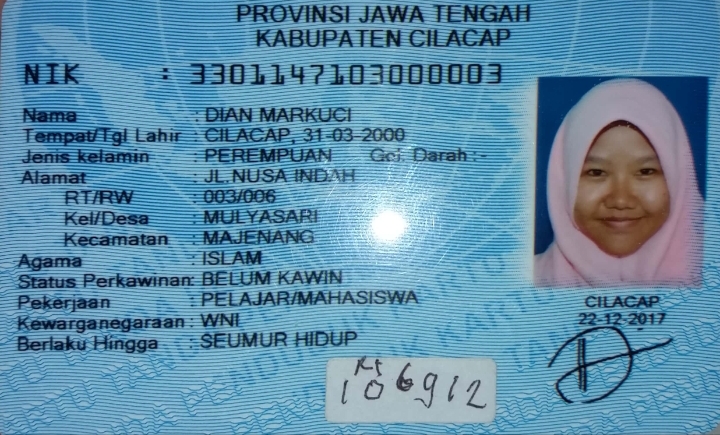 PROVINSI JAWA TENGAH
KABUPATEN CILACAP
NIK : 3301147103000003
Nama : DIAN MARKUCI
Tempat/Tgl Lahir : CILACAP, 31-03-2000
Jenis kelamin : PEREMPUAN Gol. Darah :-
Alamat : JL.NUSA INDAH
RT/RW : 003/006
Kel/Desa : MULYASARI
Kecamatan : MAJENANG
Agama : ISLAM
Status Perkawinan: BELUM KAWIN
Pekerjaan : PELAJAR/MAHASISWA
Kewarganegaraan : WNI
Berlaku Hingga : SEUMUR HIDUP
CILACAP
22-12-2017
106912